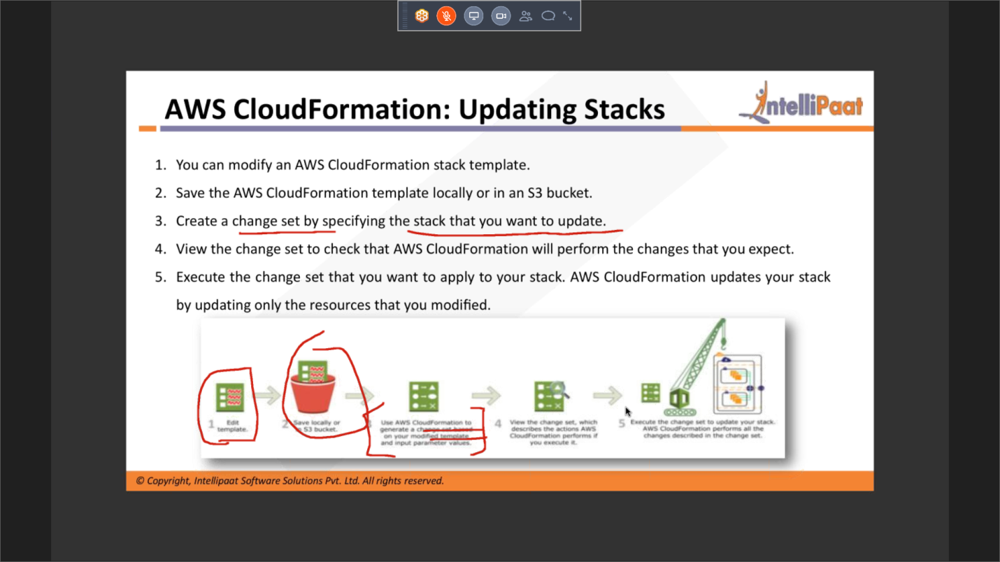 AWS CloudFormation: Updating Stacks
IntelliPaat
1. You can modify an AWS CloudFormation stack template.
2. Save the AWS CloudFormation template locally or in an S3 bucket.
3. Create a change set by specifying the stack that you want to update.
4. View the change set to check that AWS CloudFormation will perform the changes that you expect.
5. Execute the change set that you want to apply to your stack. AWS CloudFormation updates your stack
by updating only the resources that you modified.
1 Edit
template.
2 Save locally or
S3 bucket.
Use AWS CloudFormation to
generate a change set based
on your modified template
and input parameter values.
4 View the change set, which
describes the actions AWS
CloudFormation performs if
you execute it.
5 Execute the change set to update your stack.
AWS CloudFormation performs all the
changes described in the change set.
© Copyright, Intellipaat Software Solutions Pvt. Ltd. All rights reserved.